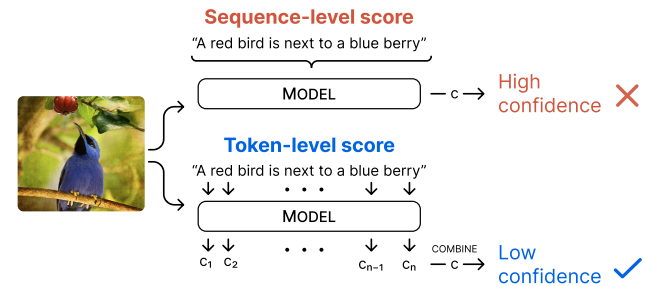 Sequence-level score
“A red bird is next to a blue berry”
MODEL
c
High
confidence
Token-level score
“A red bird is next to a blue berry”
. . .
MODEL
c1 c2 . . . cn−1 cn
COMBINE
c
Low
confidence